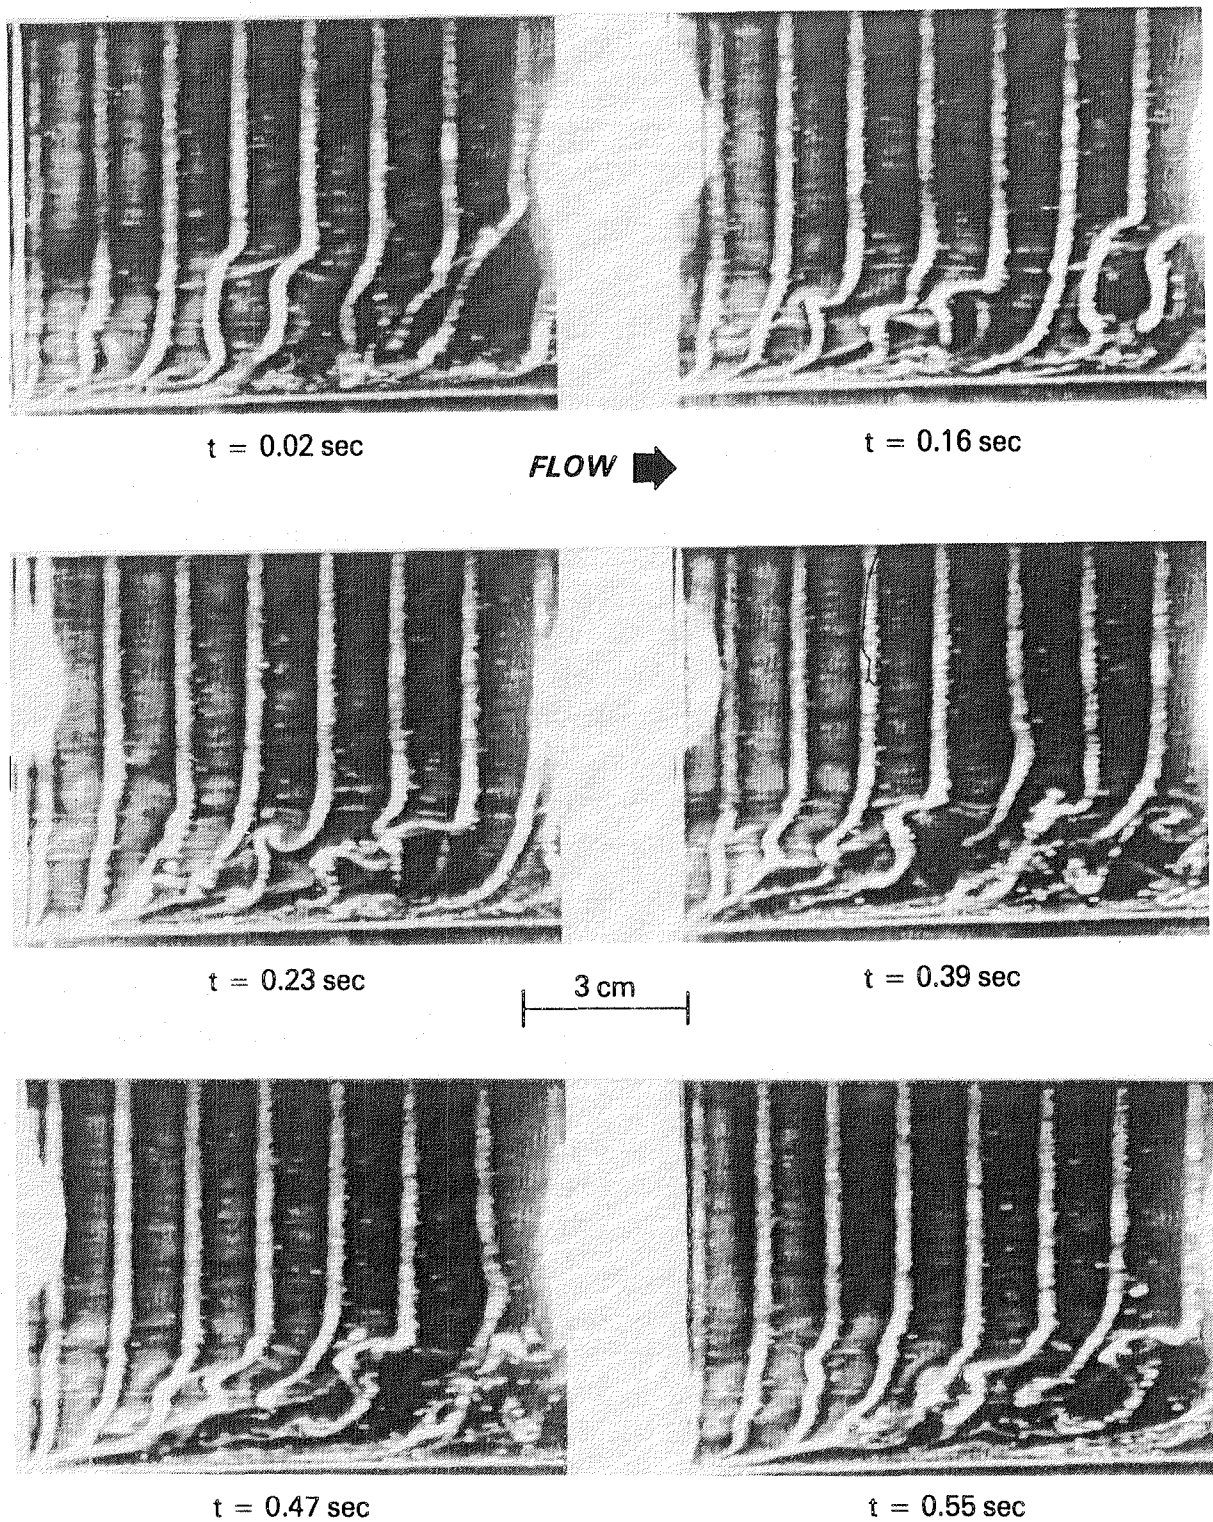 t = 0.02 sec
t = 0.16 sec
FLOW
t = 0.23 sec
t = 0.39 sec
3 cm
t = 0.47 sec
t = 0.55 sec